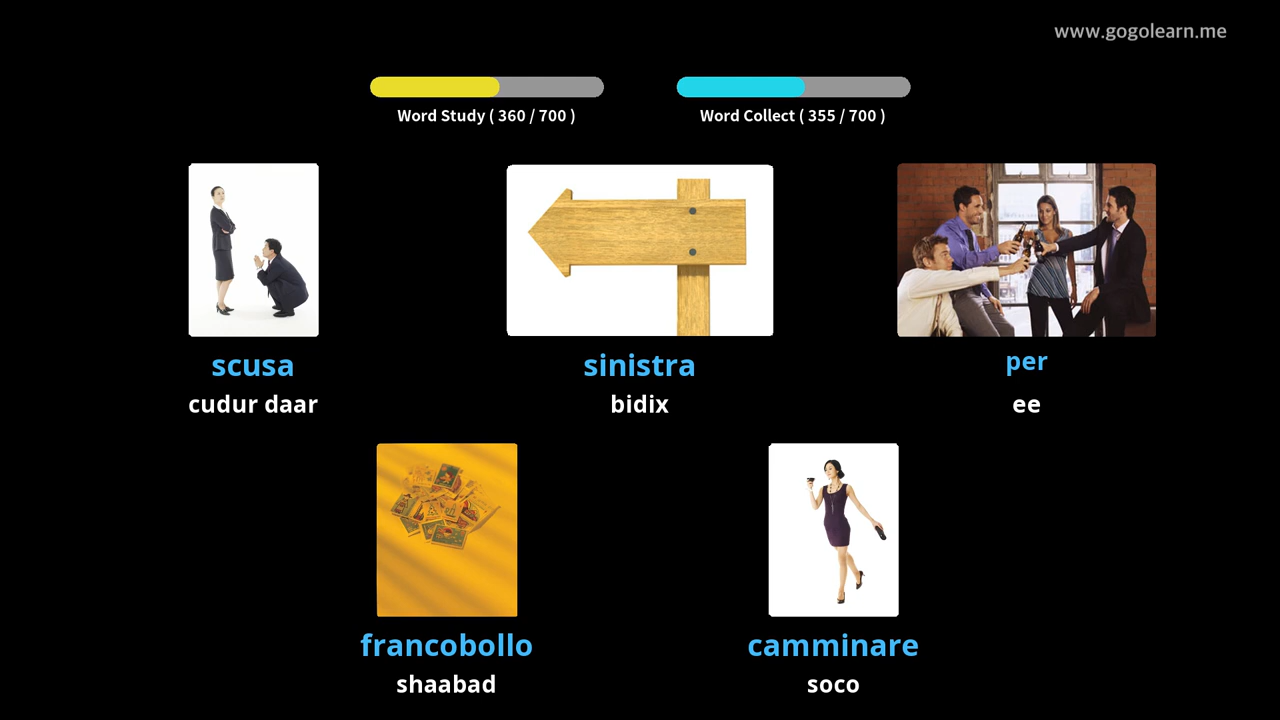 www.gogolearn.me
Word Study ( 360 / 700 )
Word Collect ( 355 / 700 )
scusa
cudur daar
sinistra
bidix
per
ee
francobollo
shaabad
camminare
soco